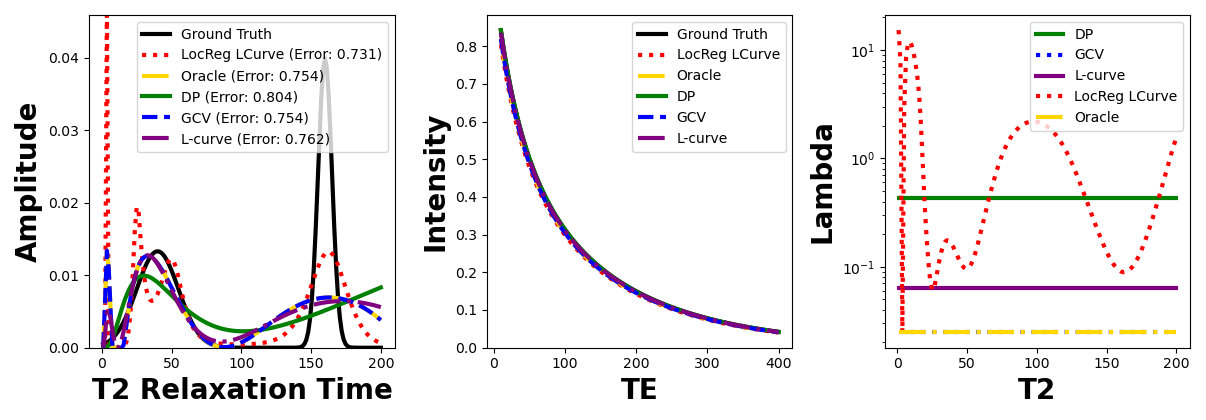 Amplitude
0.04
0.03
0.02
0.01
0.00
0 50 100 150 200
T2 Relaxation Time
Ground Truth
LocReg LCurve (Error: 0.731)
Oracle (Error: 0.754)
DP (Error: 0.804)
GCV (Error: 0.754)
L-curve (Error: 0.762)
Intensity
0.8
0.7
0.6
0.5
0.4
0.3
0.2
0.1
0.0
0 100 200 300 400
TE
Ground Truth
LocReg LCurve
Oracle
DP
GCV
L-curve
Lambda
10¹
10⁰
10⁻¹
0 50 100 150 200
T2
DP
GCV
L-curve
LocReg LCurve
Oracle